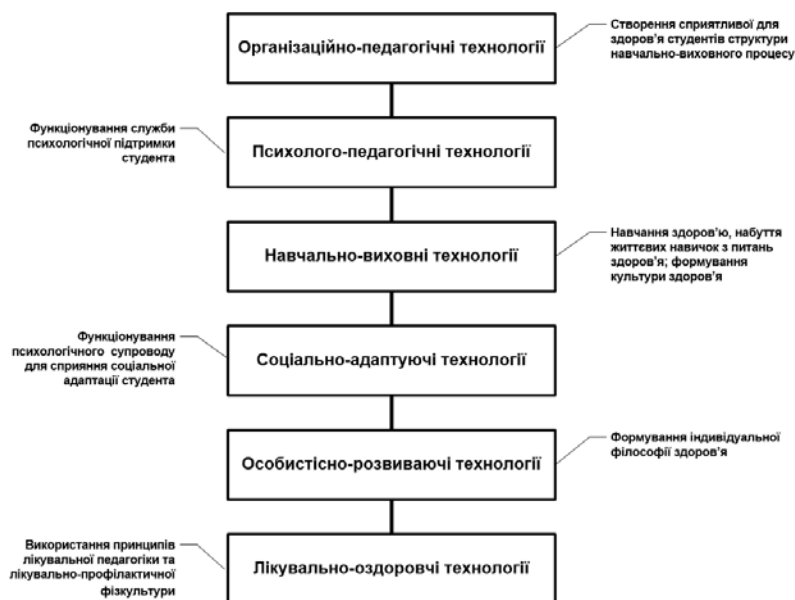 Організаційно-педагогічні технології
Створення сприятливої для
здоров'я студентів структури
навчально-виховного процесу
Функціонування служби
психологічної підтримки
студента
Психолого-педагогічні технології
Навчально-виховні технології
Навчання здоров'ю, набуття
життєвих навичок з питань
здоров'я; формування
культури здоров'я
Функціонування
психологічного супроводу
для сприяння соціальної
адаптації студента
Соціально-адаптуючі технології
Особистісно-розвиваючі технології
Формування індивідуальної
філософії здоров'я
Використання принципів
лікувальної педагогіки та
лікувально-профілактичної
фізкультури
Лікувально-оздоровчі технології